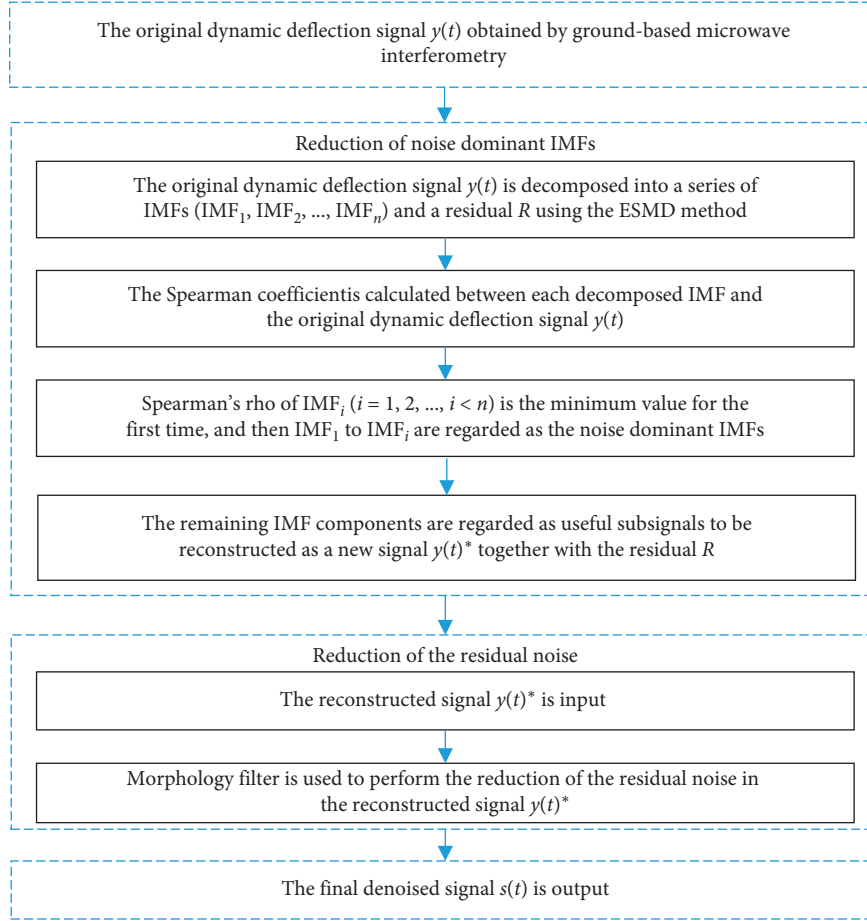 The original dynamic deflection signal y(t) obtained by ground-based microwave
interferometry
Reduction of noise dominant IMFs
The original dynamic deflection signal y(t) is decomposed into a series of
IMFs (IMF₁, IMF₂, ..., IMFₙ) and a residual R using the ESMD method
The Spearman coefficientis calculated between each decomposed IMF and
the original dynamic deflection signal y(t)
Spearman's rho of IMFᵢ (i = 1, 2, ..., i < n) is the minimum value for the
first time, and then IMF₁ to IMFᵢ are regarded as the noise dominant IMFs
The remaining IMF components are regarded as useful subsignals to be
reconstructed as a new signal y(t)* together with the residual R
Reduction of the residual noise
The reconstructed signal y(t)* is input
Morphology filter is used to perform the reduction of the residual noise in
the reconstructed signal y(t)*
The final denoised signal s(t) is output